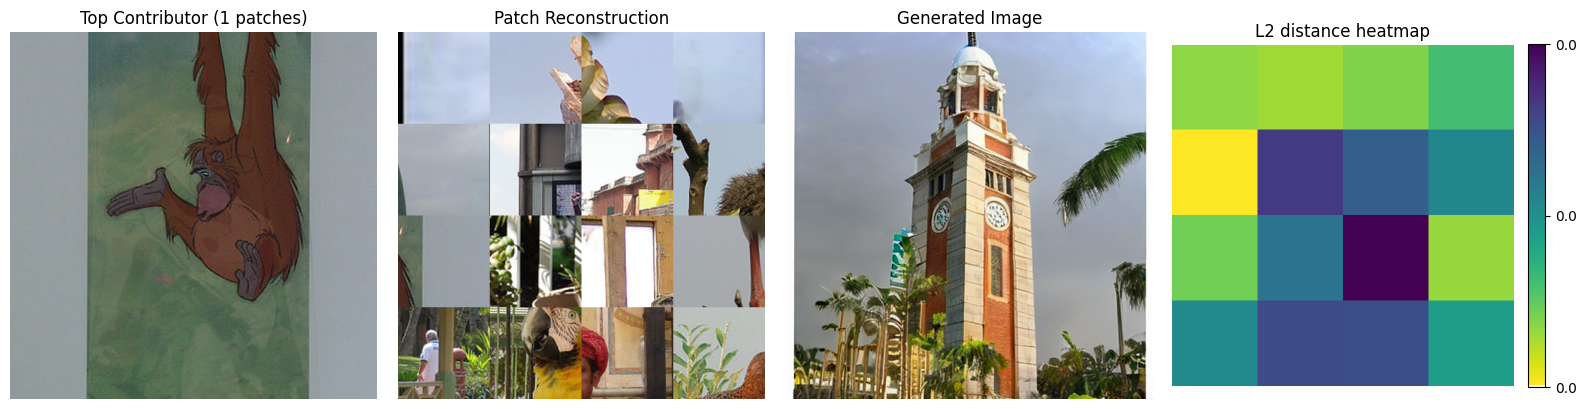 Top Contributor (1 patches)
Patch Reconstruction
Generated Image
L2 distance heatmap
0.0
0.0
0.0